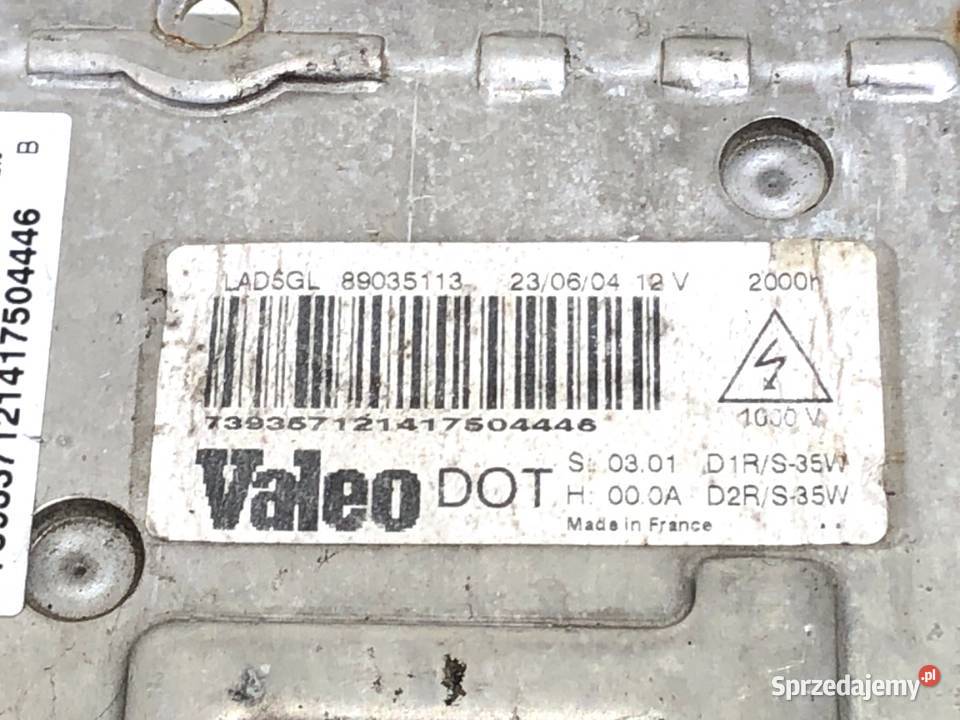 B
LAD5GL 89035113 23/06/04 12 V 2000h
1000 V
739357121417504446
Valeo DOT
S: 03.01 D1R/S-35W
H: 00.0A D2R/S-35W
Made in France
Sprzedajemy.pl